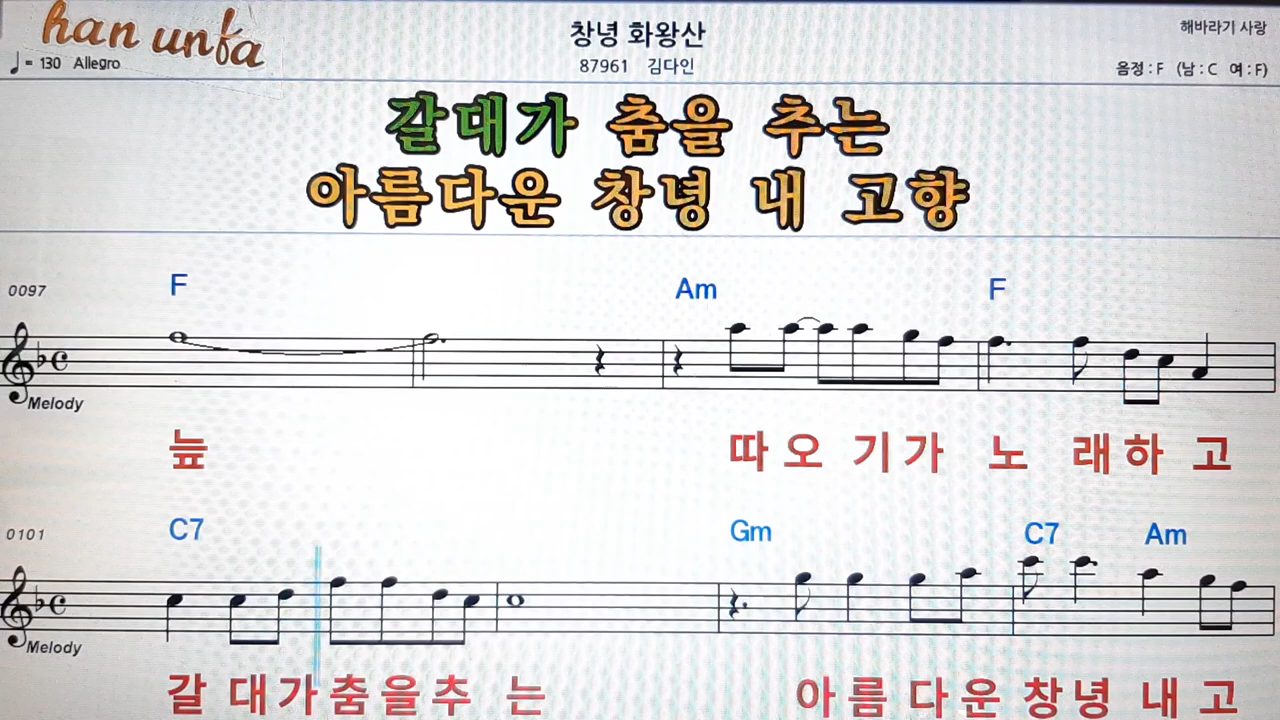 han unfa
♩= 130 Allegro
창녕 화왕산
87961 김다인
해바라기 사랑
음정 : F (남 : C 여 : F)
갈대가 춤을 추는
아름다운 창녕 내 고향
F Am F
0097
Melody
늪 따 오 기 가 노 래 하 고
C7 Gm C7 Am
0101
Melody
갈 대 가 춤 을 추 는 아 름 다 운 창 녕 내 고